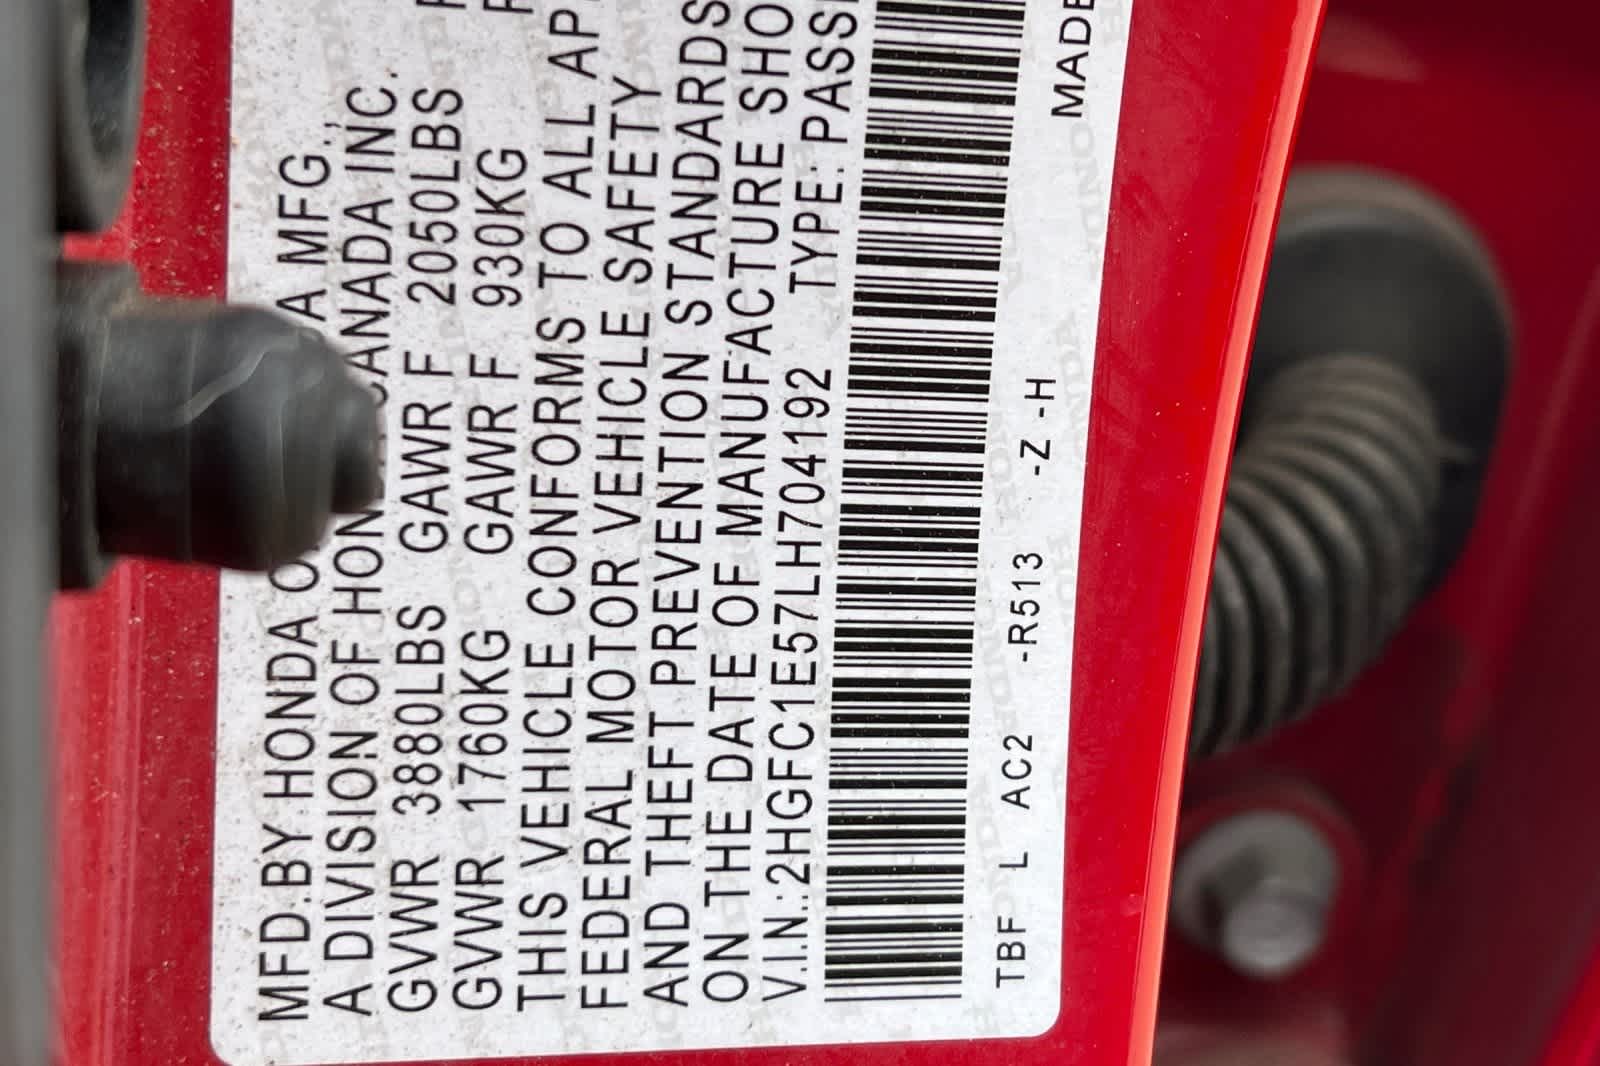 MFD.BY HONDA O A MFG.,
A DIVISION OF HON CANADA INC.
GVWR 3880LBS GAWR F 2050LBS
GVWR 1760KG GAWR F 930KG
THIS VEHICLE CONFORMS TO ALL AP
FEDERAL MOTOR VEHICLE SAFETY
AND THEFT PREVENTION STANDARDS
ON THE DATE OF MANUFACTURE SHO
V.I.N.:2HGFC1E57LH704192 TYPE:PASS
TBF L AC2 -R513 -Z -H
MADE